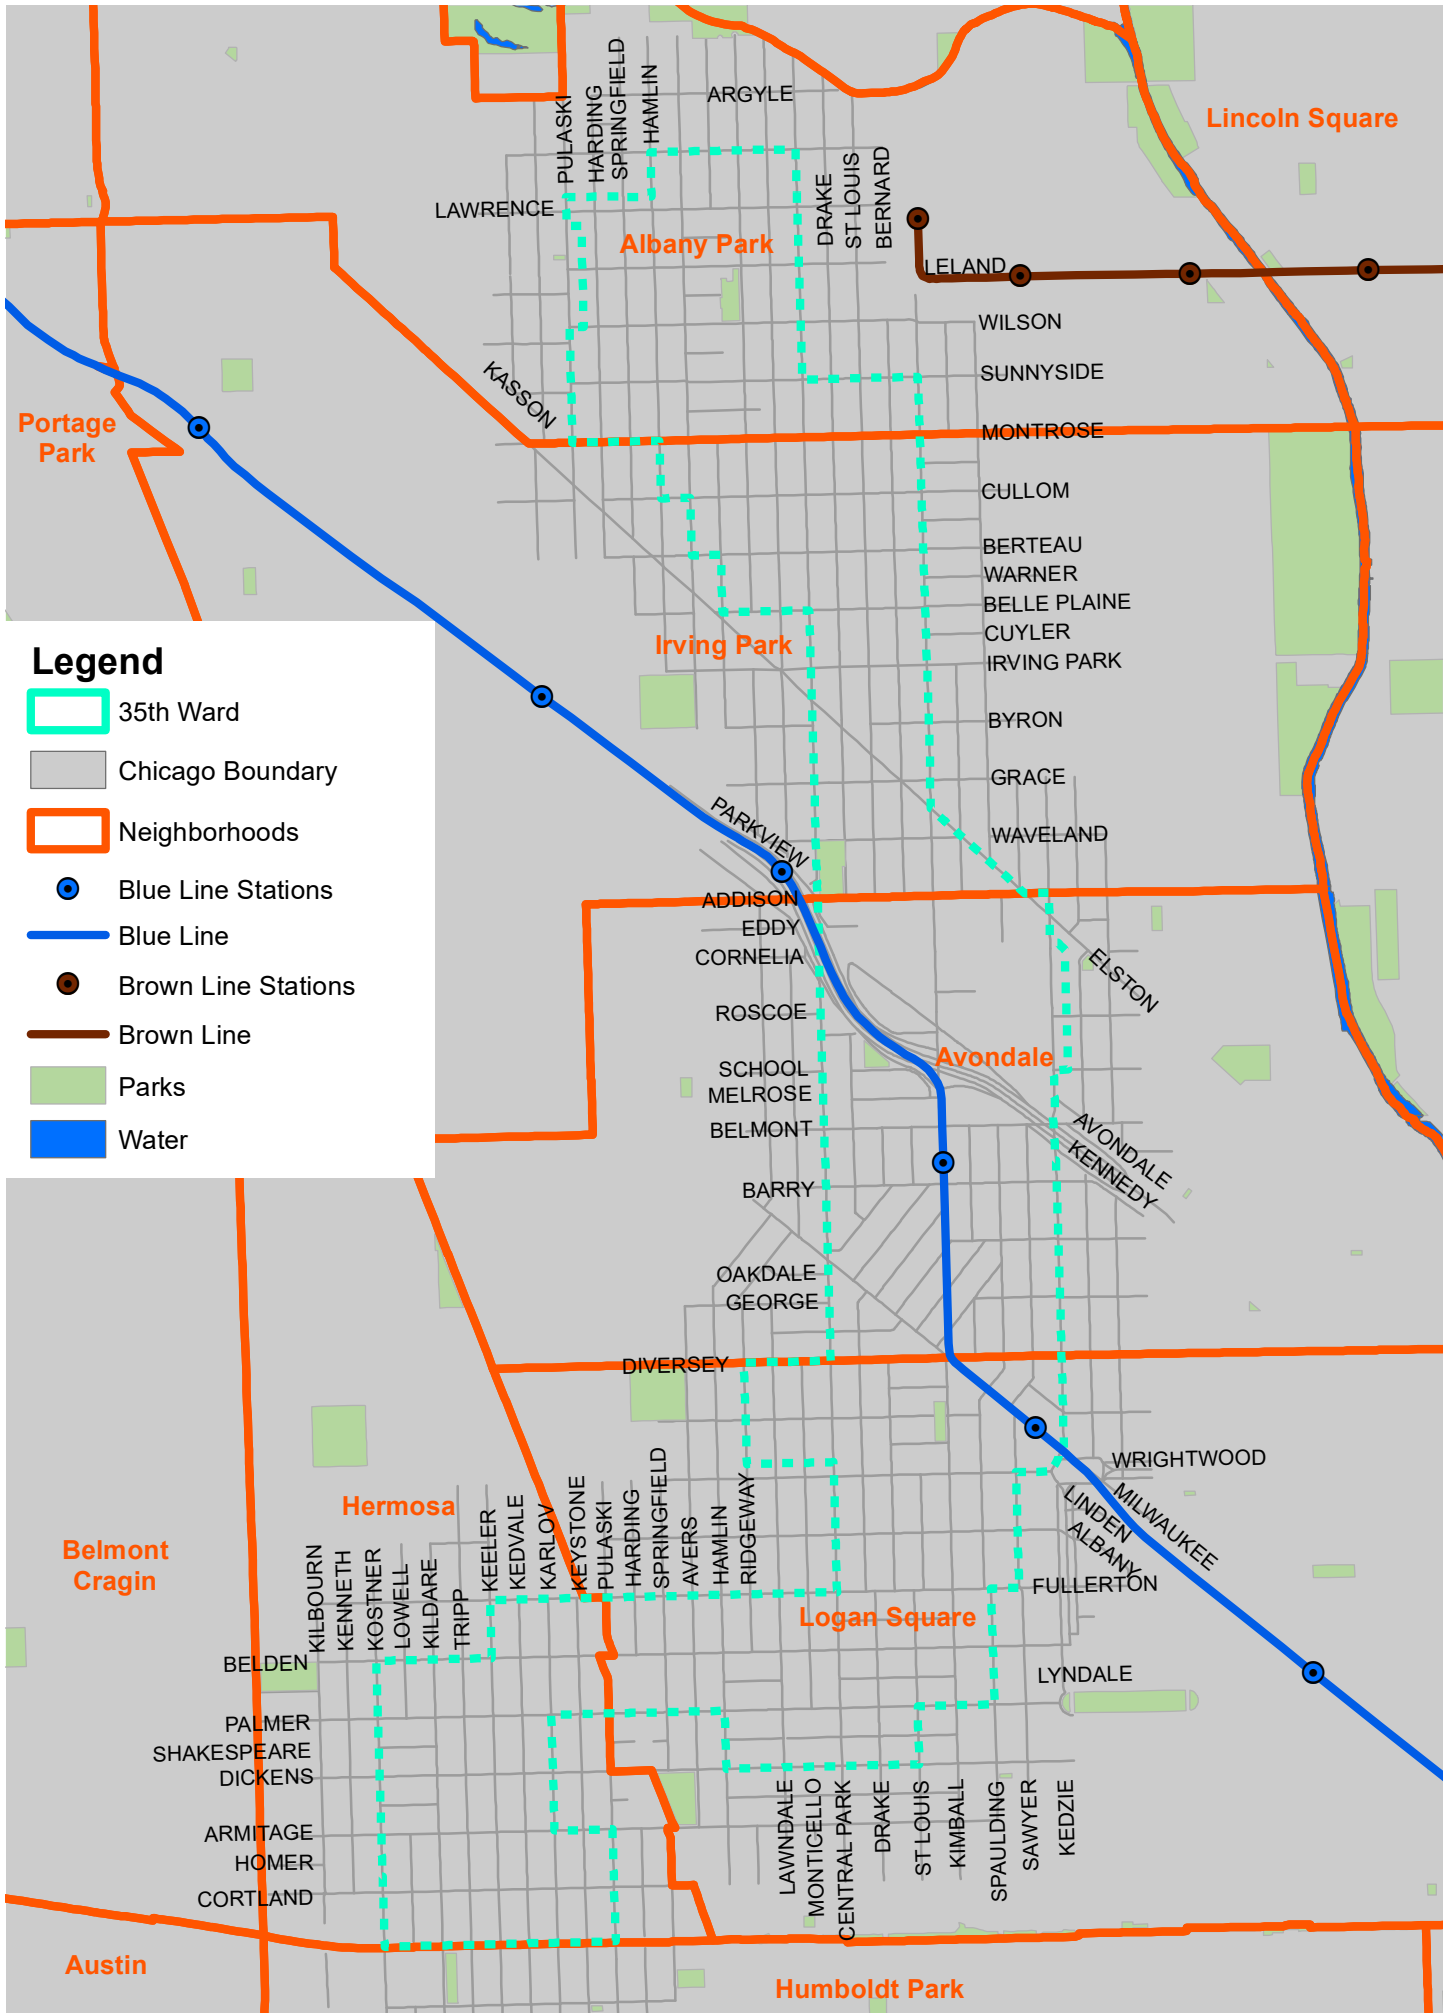 PULASKI
HARDING
SPRINGFIELD
HAMLIN
ARGYLE
Lincoln Square
LAWRENCE
Albany Park
DRAKE
ST LOUIS
BERNARD
LELAND
WILSON
KASSON
SUNNYSIDE
Portage
Park
MONTROSE
CULLOM
BERTEAU
WARNER
BELLE PLAINE
CUYLER
Irving Park
IRVING PARK
BYRON
GRACE
WAVELAND
Legend
35th Ward
Chicago Boundary
Neighborhoods
Blue Line Stations
Blue Line
Brown Line Stations
Brown Line
Parks
Water
PARKVIEW
ADDISON
EDDY
CORNELIA
ELSTON
ROSCOE
Avondale
SCHOOL
MELROSE
BELMONT
AVONDALE
KENNEDY
BARRY
OAKDALE
GEORGE
DIVERSEY
WRIGHTWOOD
MILWAUKEE
LINDEN
ALBANY
Hermosa
Belmont
Cragin
KILBOURN
KENNETH
KOSTNER
LOWELL
KILDARE
TRIPP
KEELER
KEDVALE
KARLOV
KEYSTONE
PULASKI
HARDING
SPRINGFIELD
AVERS
HAMLIN
RIDGEWAY
FULLERTON
Logan Square
BELDEN
LYNDALE
PALMER
SHAKESPEARE
DICKENS
ARMITAGE
HOMER
CORTLAND
LAWNDALE
MONTICELLO
CENTRAL PARK
DRAKE
ST LOUIS
KIMBALL
SPAULDING
SAWYER
KEDZIE
Austin
Humboldt Park